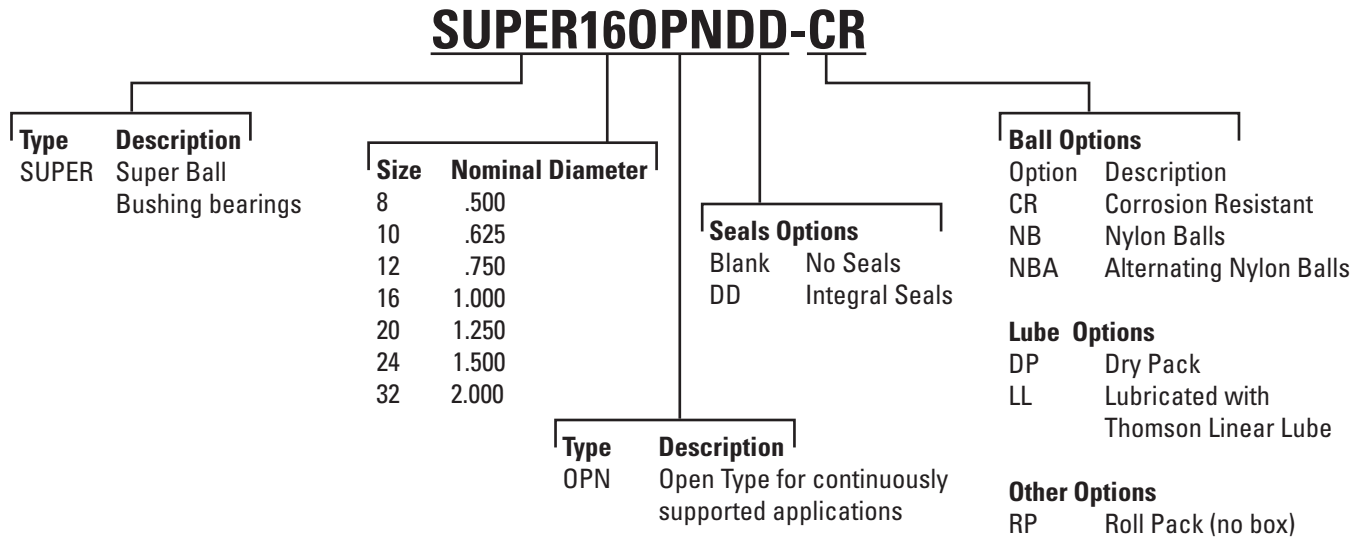 SUPER16OPNDD-CR
Type Description
SUPER Super Ball
Bushing bearings
Size Nominal Diameter
8 .500
10 .625
12 .750
16 1.000
20 1.250
24 1.500
32 2.000
Type Description
OPN Open Type for continuously
supported applications
Seals Options
Blank No Seals
DD Integral Seals
Ball Options
Option Description
CR Corrosion Resistant
NB Nylon Balls
NBA Alternating Nylon Balls
Lube Options
DP Dry Pack
LL Lubricated with
Thomson Linear Lube
Other Options
RP Roll Pack (no box)